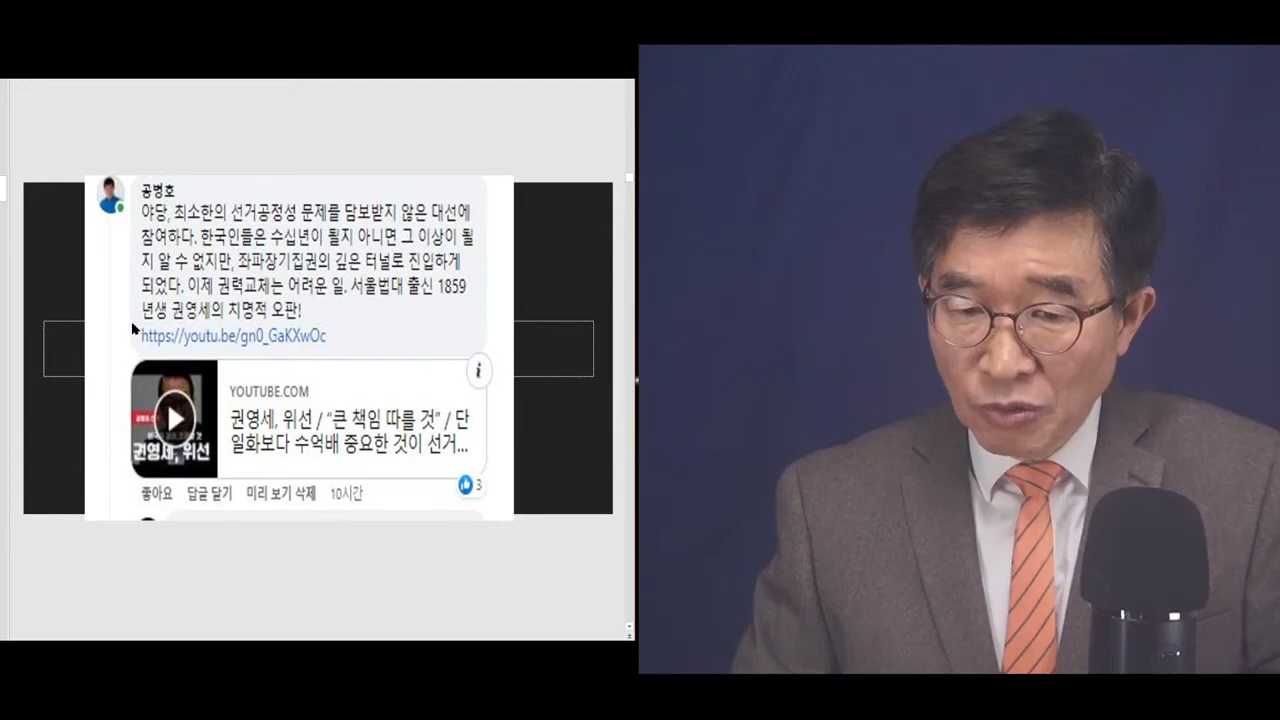 공병호
야당, 최소한의 선거공정성 문제를 담보받지 않은 대선에
참여하다. 한국인들은 수십년이 될지 아니면 그 이상이 될
지 알 수 없지만, 좌파장기집권의 깊은 터널로 진입하게
되었다. 이제 권력교체는 어려운 일. 서울법대 출신 1859
년생 권영세의 치명적 오판!
https://youtu.be/gn0_GaKXwOc
YOUTUBE.COM
권영세, 위선 / “큰 책임 따를 것” / 단
일화보다 수억배 중요한 것이 선거...
권영세, 위선
좋아요 답글 닫기 미리 보기 삭제 10시간
3